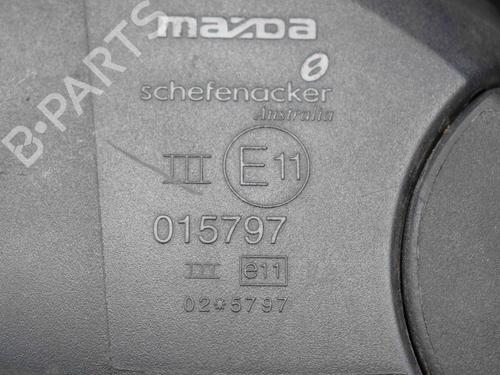 mazda
schefenacker
Australia
III E11
015797
III e11
02*5797
B-PARTS